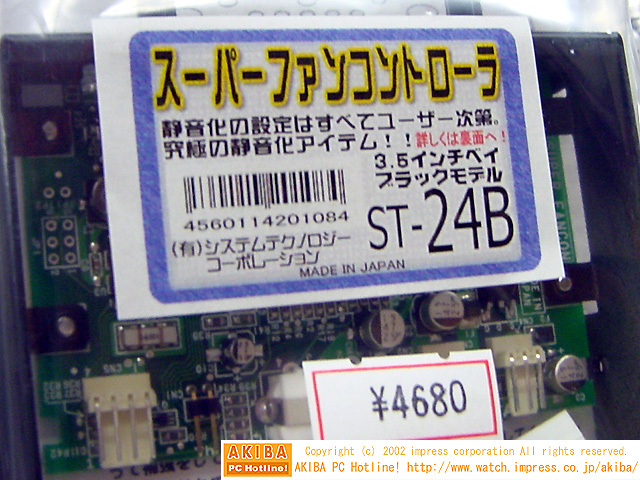 スーパーファンコントローラ
静音化の設定はすべてユーザー次第。
究極の静音化アイテム！！詳しくは裏面へ！
3.5インチベイ
ブラックモデル
4560114201084
ST-24B
(有)システムテクノロジー
コーポレーション
MADE IN JAPAN
¥4680
AKIBA
PC Hotline!
Copyright (c) 2002 impress corporation All rights reserved.
AKIBA PC Hotline! http://www.watch.impress.co.jp/akiba/